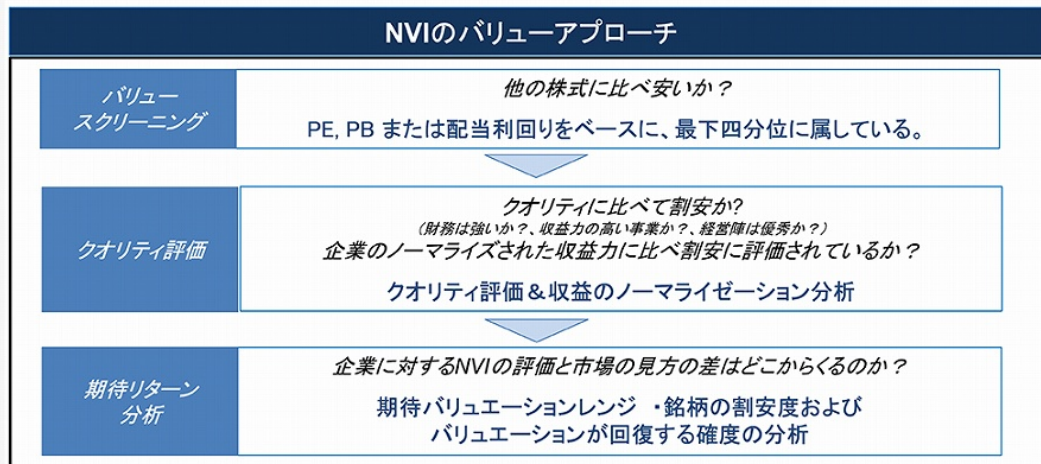 NVIのバリューアプローチ
バリュー
スクリーニング
他の株式に比べ安いか？
PE, PB または配当利回りをベースに、最下四分位に属している。
クオリティ評価
クオリティに比べて割安か?
（財務は強いか？、収益力の高い事業か？、経営陣は優秀か？）
企業のノーマライズされた収益力に比べ割安に評価されているか？
クオリティ評価＆収益のノーマライゼーション分析
期待リターン
分析
企業に対するNVIの評価と市場の見方の差はどこからくるのか？
期待バリュエーションレンジ ・銘柄の割安度および
バリュエーションが回復する確度の分析